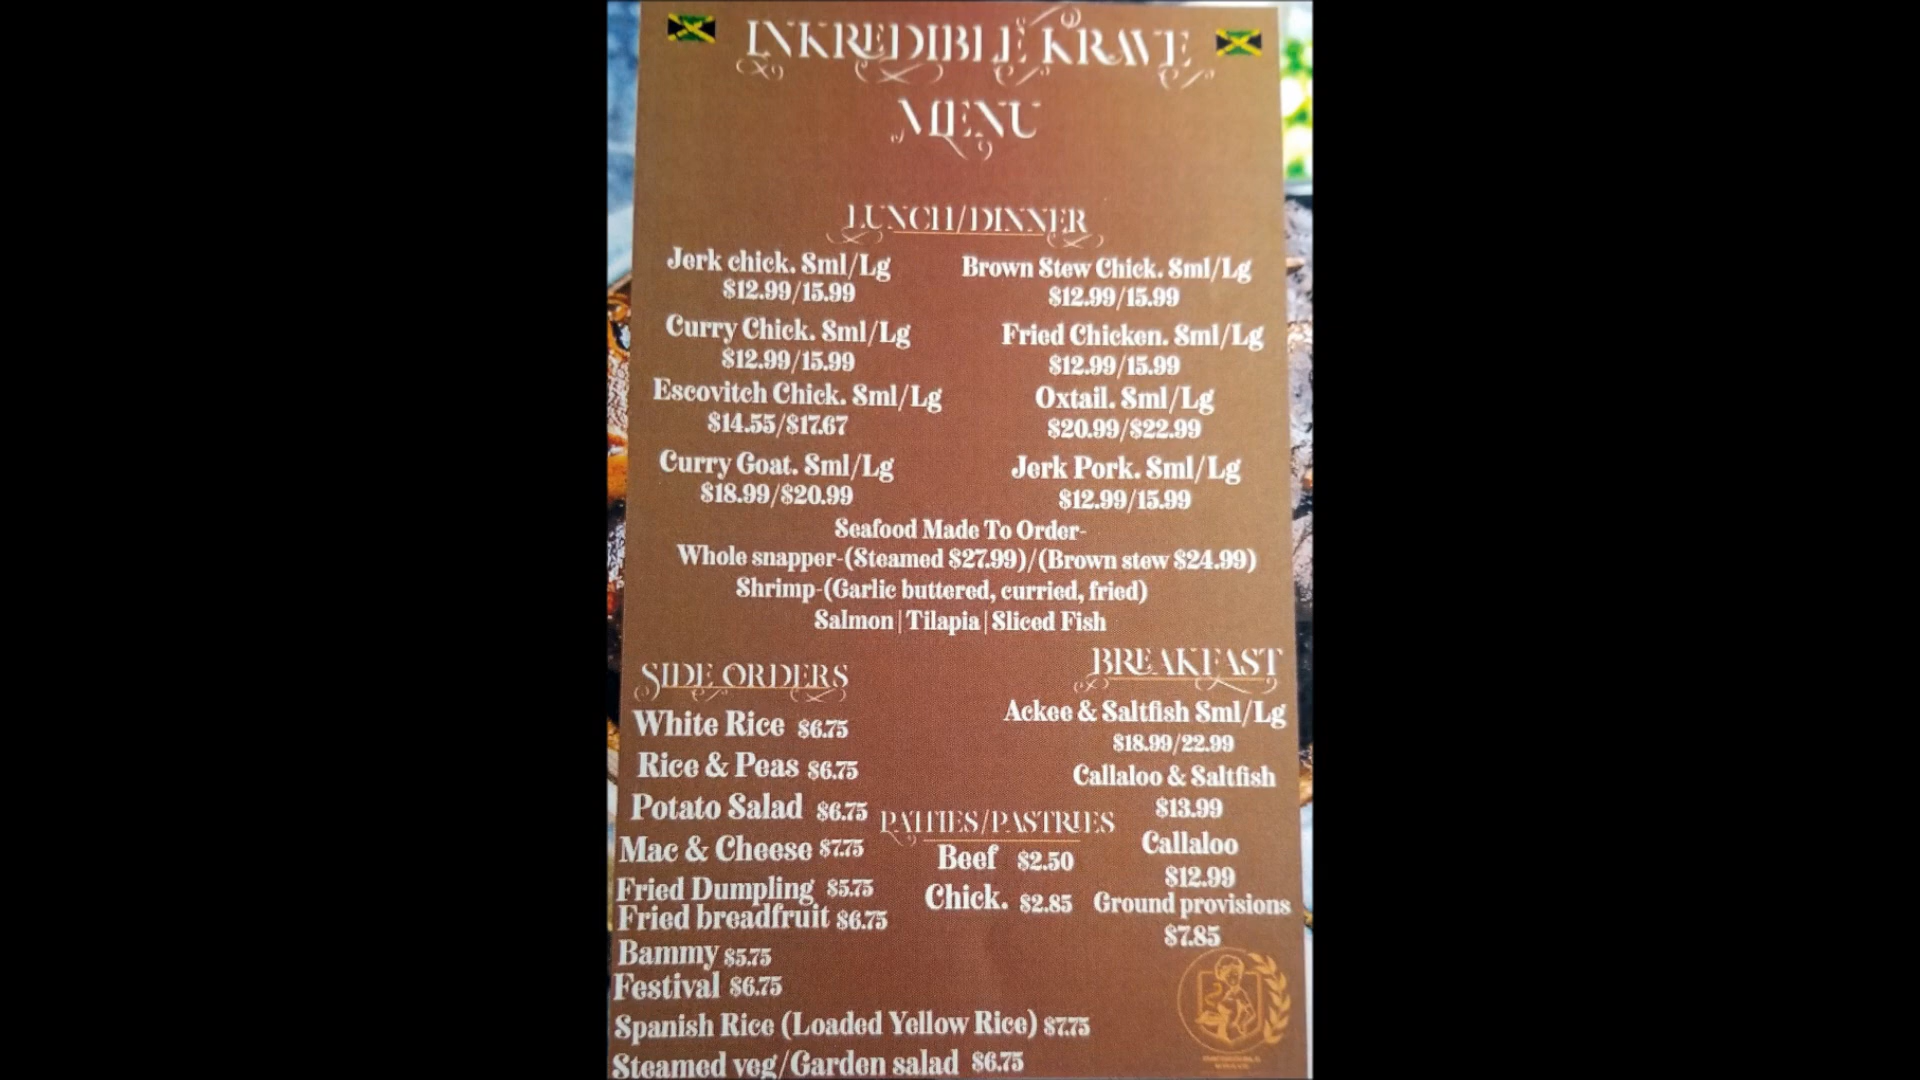 INKREDIBLE KRAVE
MENU
LUNCH/DINNER
Jerk chick. Sml/Lg
$12.99/15.99
Brown Stew Chick. Sml/Lg
$12.99/15.99
Curry Chick. Sml/Lg
$12.99/15.99
Fried Chicken. Sml/Lg
$12.99/15.99
Escovitch Chick. Sml/Lg
$14.55/$17.67
Oxtail. Sml/Lg
$20.99/$22.99
Curry Goat. Sml/Lg
$18.99/$20.99
Jerk Pork. Sml/Lg
$12.99/15.99
Seafood Made To Order-
Whole snapper-(Steamed $27.99)/(Brown stew $24.99)
Shrimp-(Garlic buttered, curried, fried)
Salmon|Tilapia|Sliced Fish
SIDE ORDERS
White Rice $6.75
Rice & Peas $6.75
Potato Salad $6.75
Mac & Cheese $7.75
Fried Dumpling $5.75
Fried breadfruit $6.75
Bammy $5.75
Festival $6.75
Spanish Rice (Loaded Yellow Rice) $7.75
Steamed veg/Garden salad $6.75
PATTIES/PASTRIES
Beef $2.50
Chick. $2.85
BREAKFAST
Ackee & Saltfish Sml/Lg
$18.99/22.99
Callaloo & Saltfish
$13.99
Callaloo
$12.99
Ground provisions
$7.85